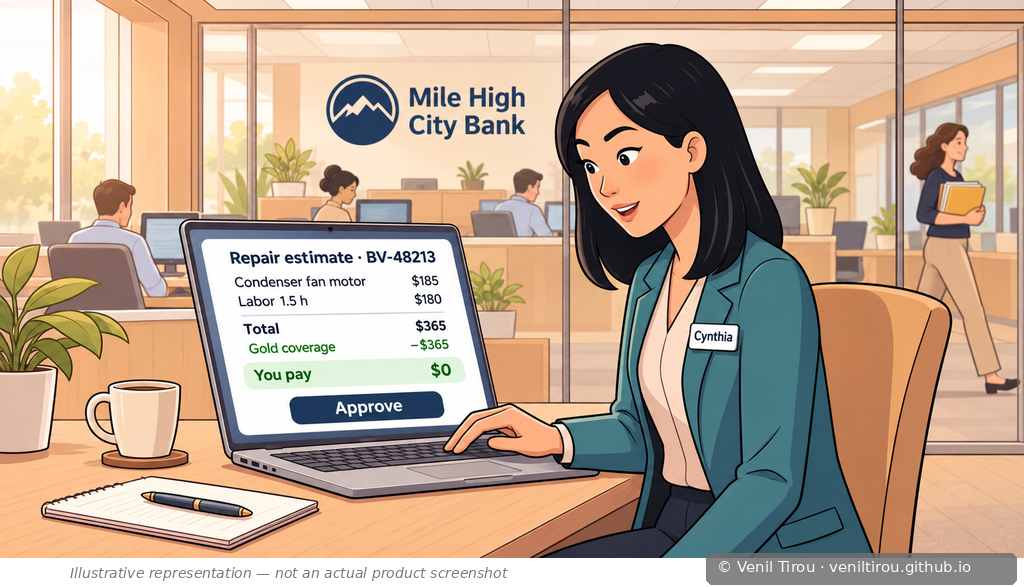 Mile High
City Bank
Repair estimate · BV-48213
Condenser fan motor $185
Labor 1.5 h $180
Total $365
Gold coverage −$365
You pay $0
Approve
Cynthia
Illustrative representation — not an actual product screenshot
© Venil Tirou · veniltirou.github.io